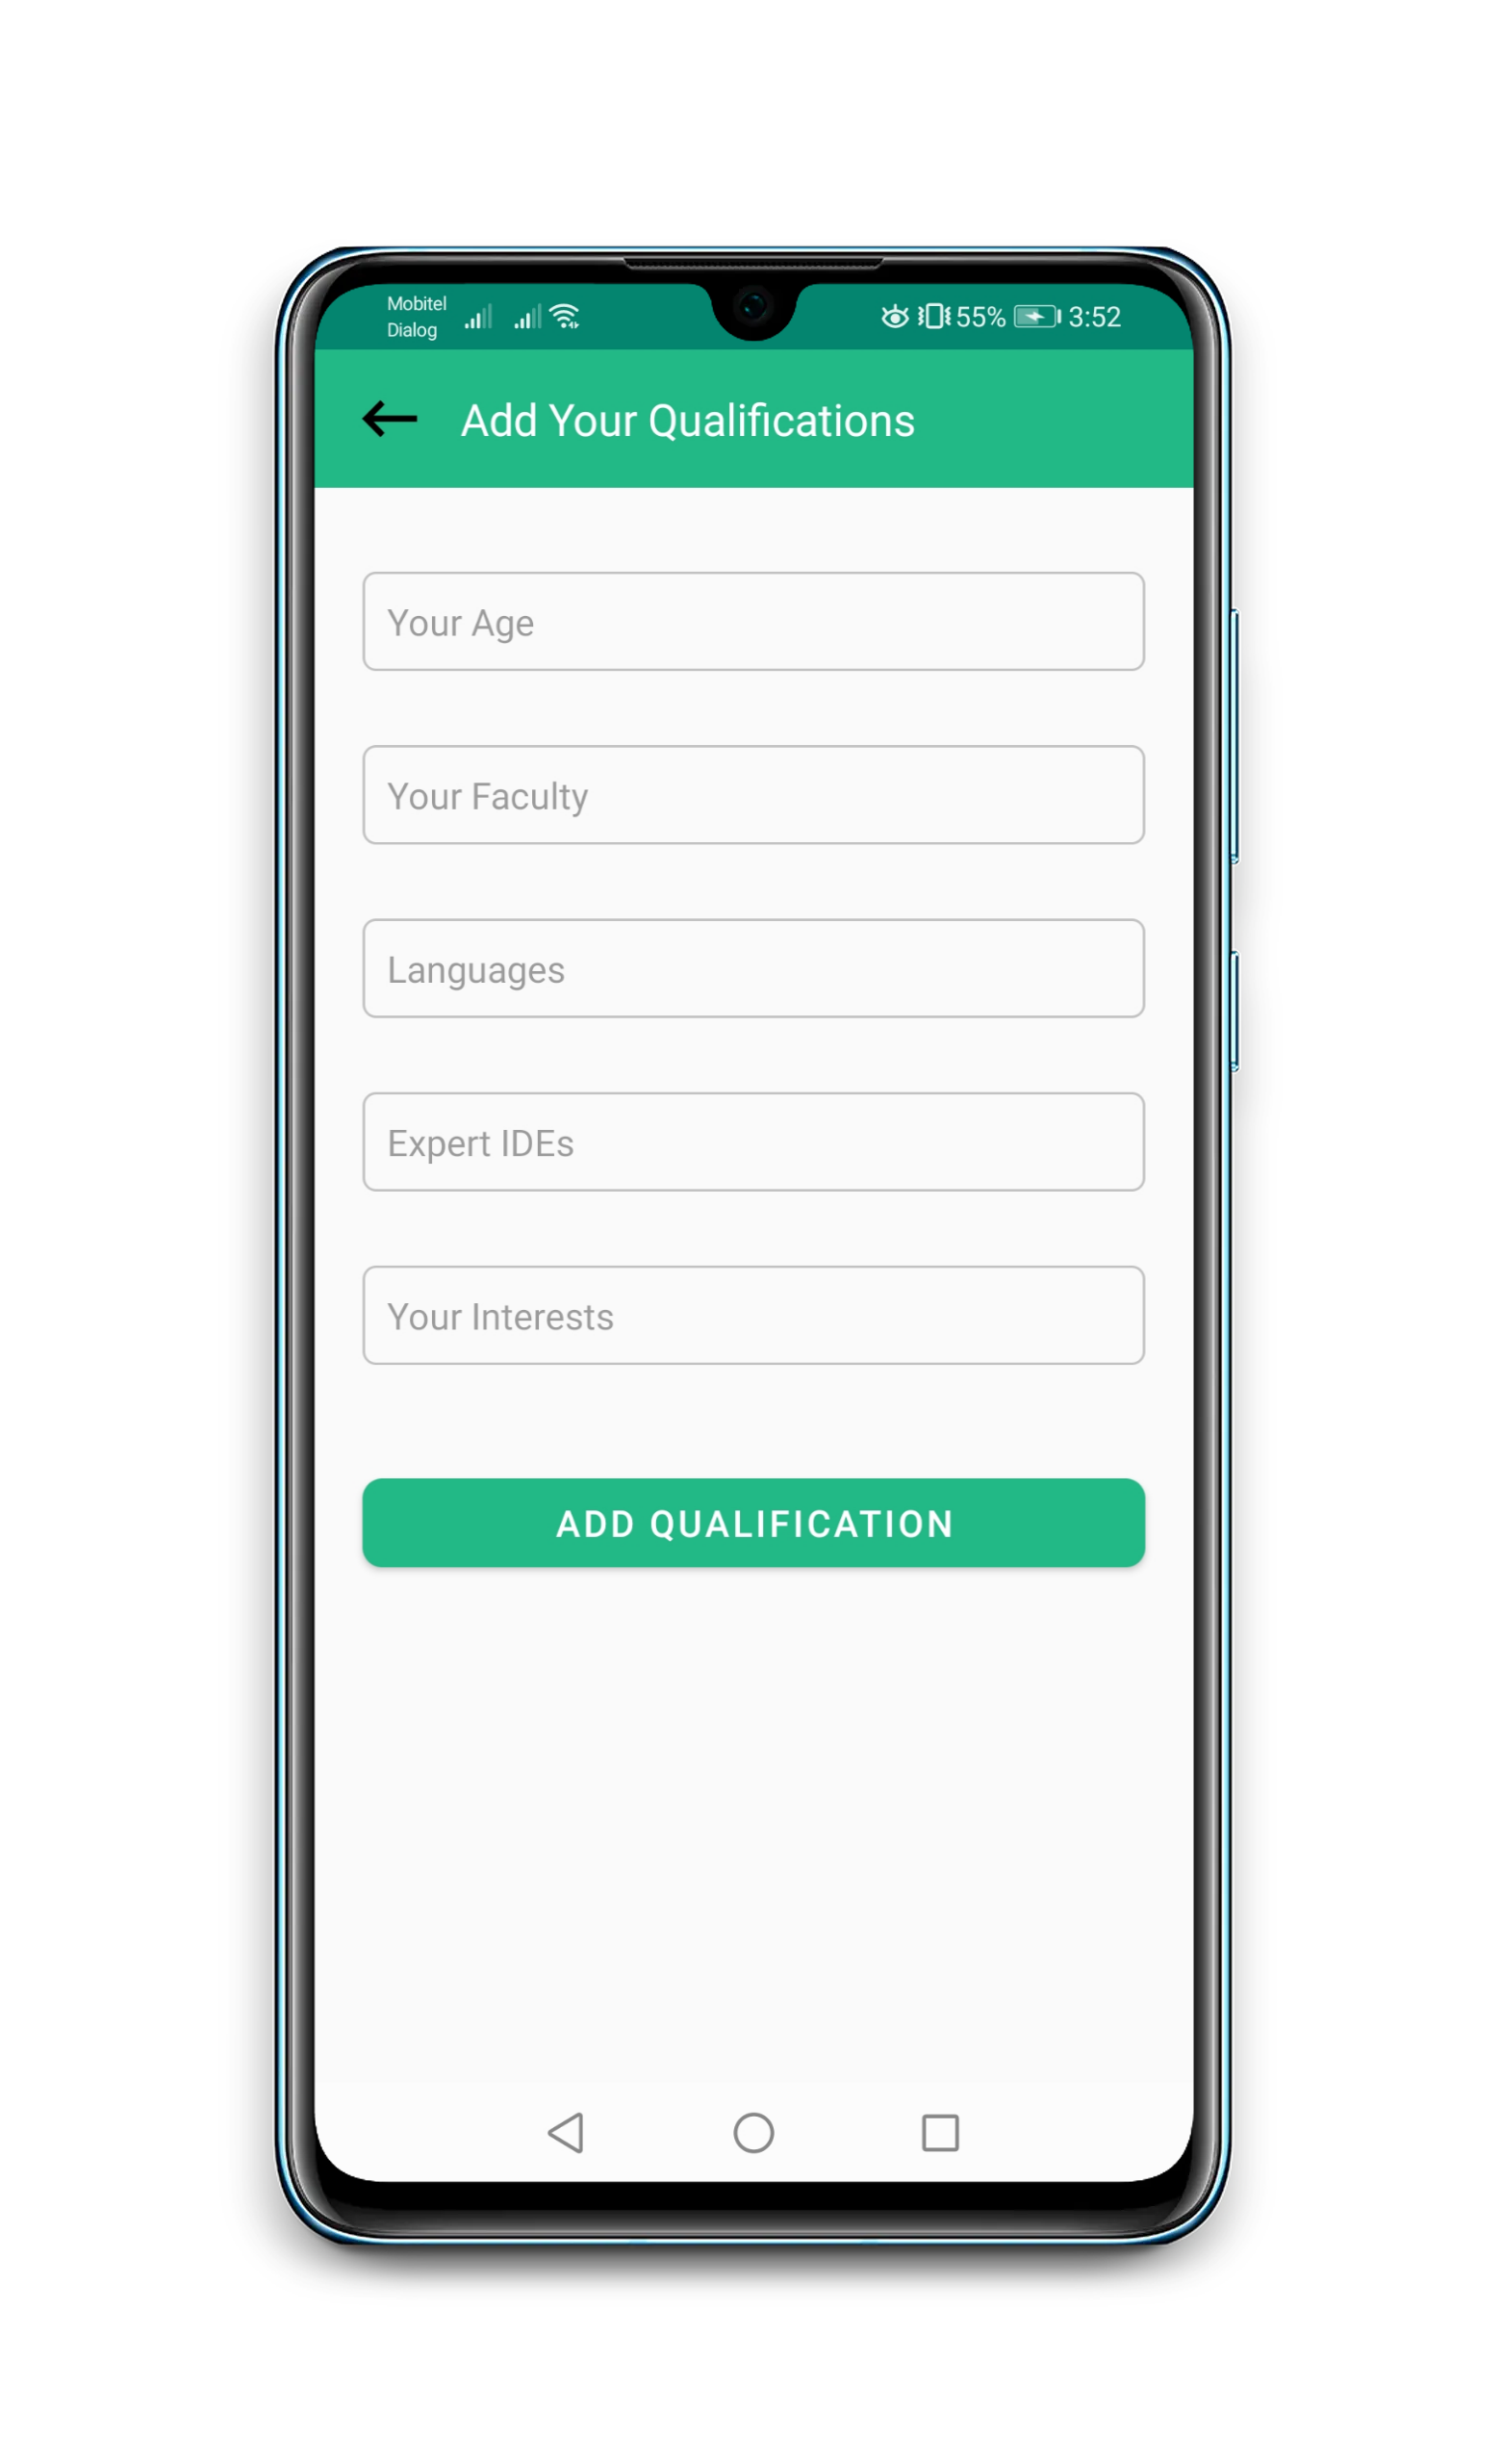 Mobitel
Dialog
55% 3:52
Add Your Qualifications
Your Age
Your Faculty
Languages
Expert IDEs
Your Interests
ADD QUALIFICATION